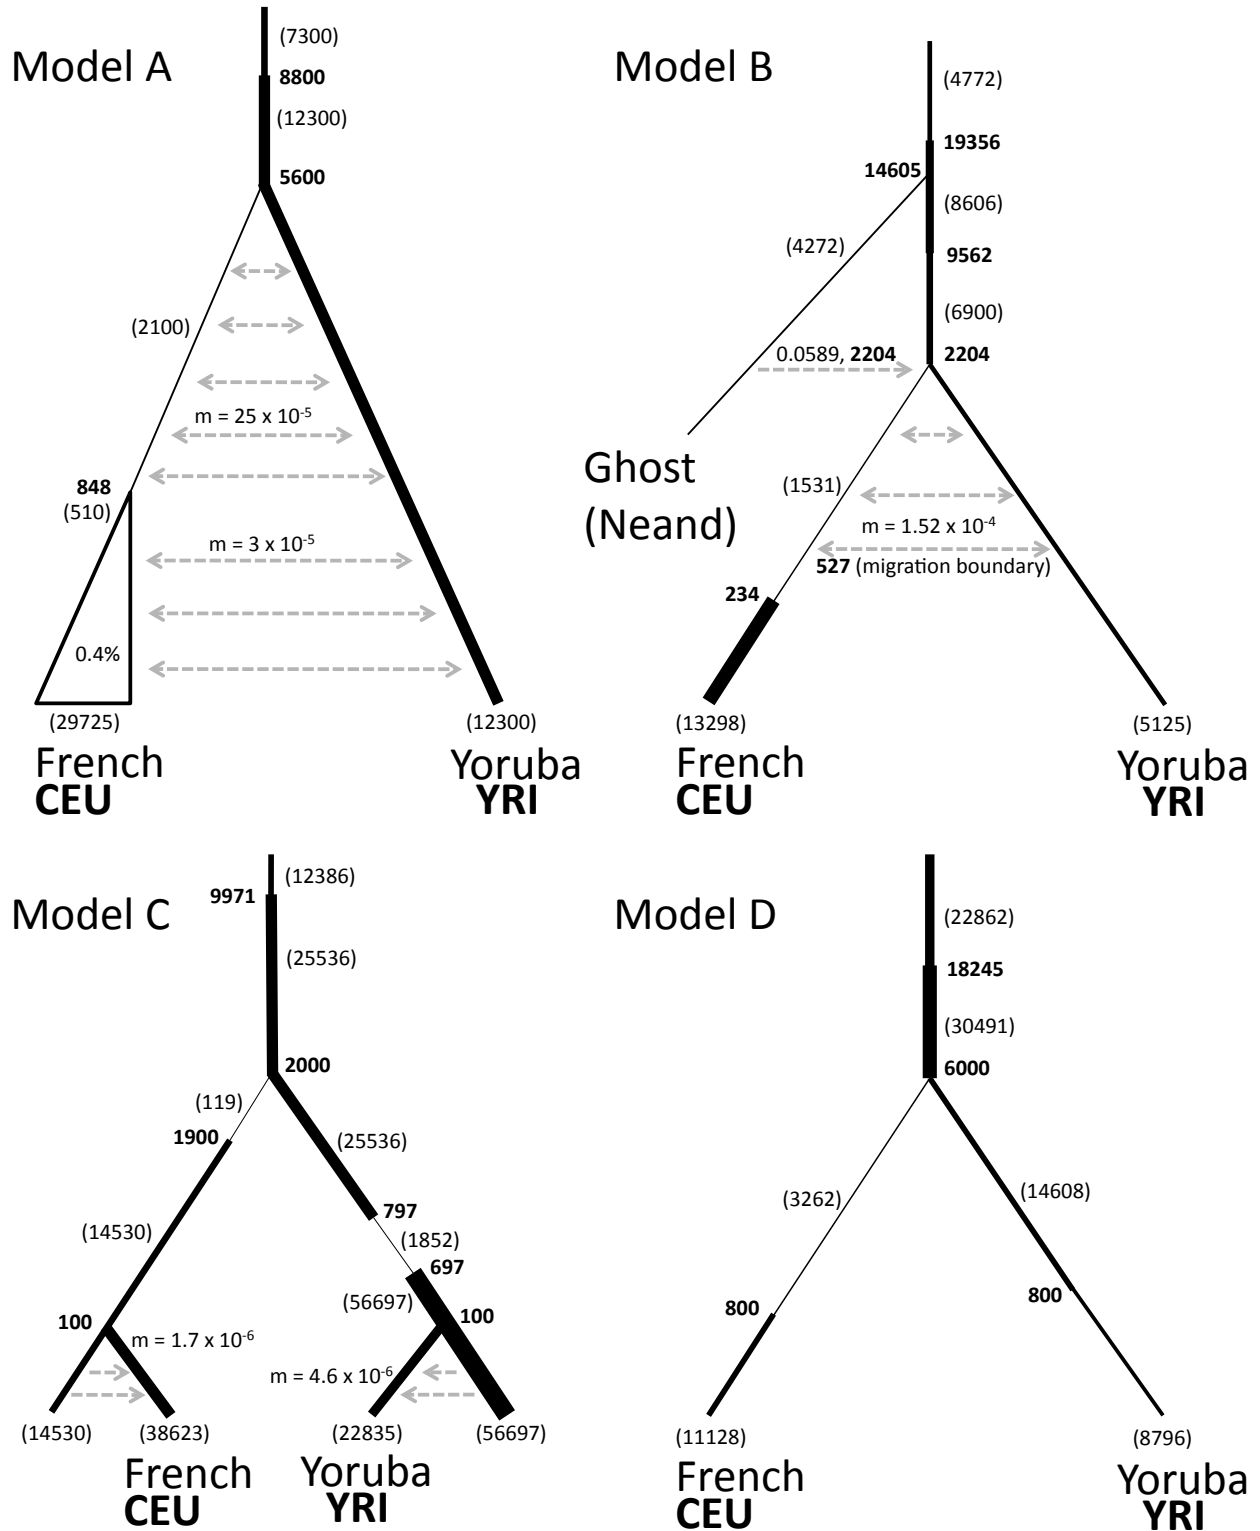 Model A
(7300)
8800
(12300)
5600
(2100)
m = 25 x 10-5
848
(510)
m = 3 x 10-5
0.4%
(29725)
(12300)
French
CEU
Yoruba
YRI
Model B
(4772)
19356
14605
(8606)
(4272)
9562
(6900)
0.0589, 2204
2204
Ghost
(Neand)
(1531)
m = 1.52 x 10-4
527 (migration boundary)
234
(13298)
(5125)
French
CEU
Yoruba
YRI
Model C
(12386)
9971
(25536)
2000
(119)
1900
(25536)
797
(14530)
(1852)
697
(56697)
100
100
m = 1.7 x 10-6
m = 4.6 x 10-6
(14530)
(38623)
(22835)
(56697)
French
CEU
Yoruba
YRI
Model D
(22862)
18245
(30491)
6000
(3262)
(14608)
800
800
(11128)
(8796)
French
CEU
Yoruba
YRI